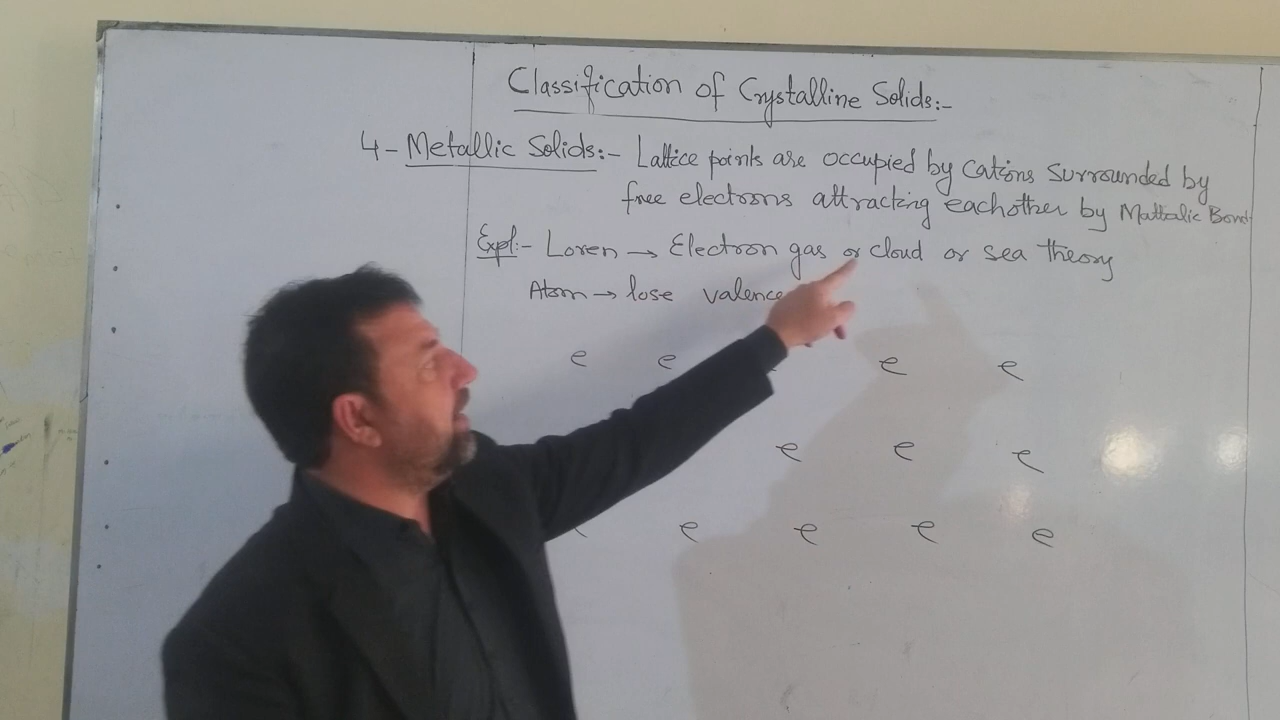 Classification of Crystalline Solids:-
4- Metallic Solids:- Lattice points are occupied by cations surrounded by
free electrons attracting eachother by Mattalic Bond
Expl:- Loren → Electron gas or cloud or sea theory
Atom → lose valence
e e e e
e e e
e e e e